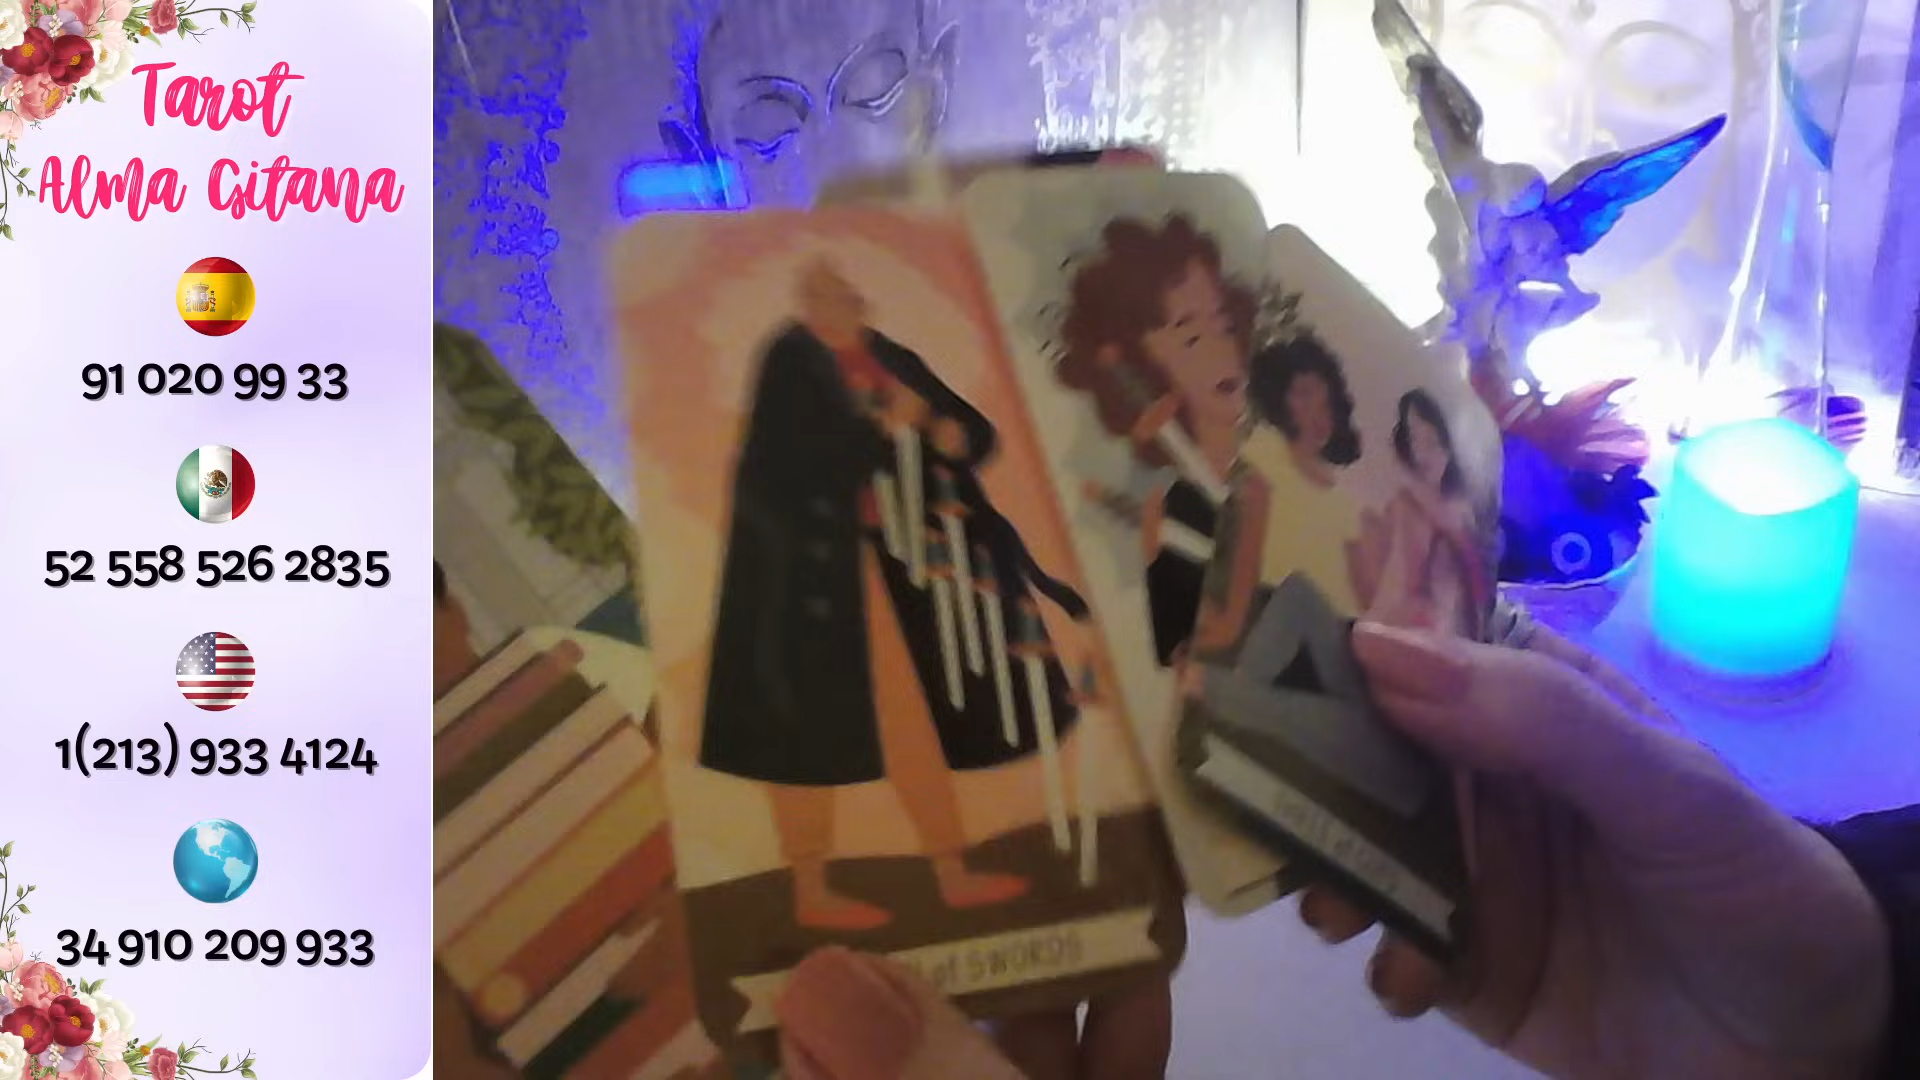 Tarot
Alma Gitana
91 020 99 33
52 558 526 2835
1(213) 933 4124
34 910 209 933
of SWORDS